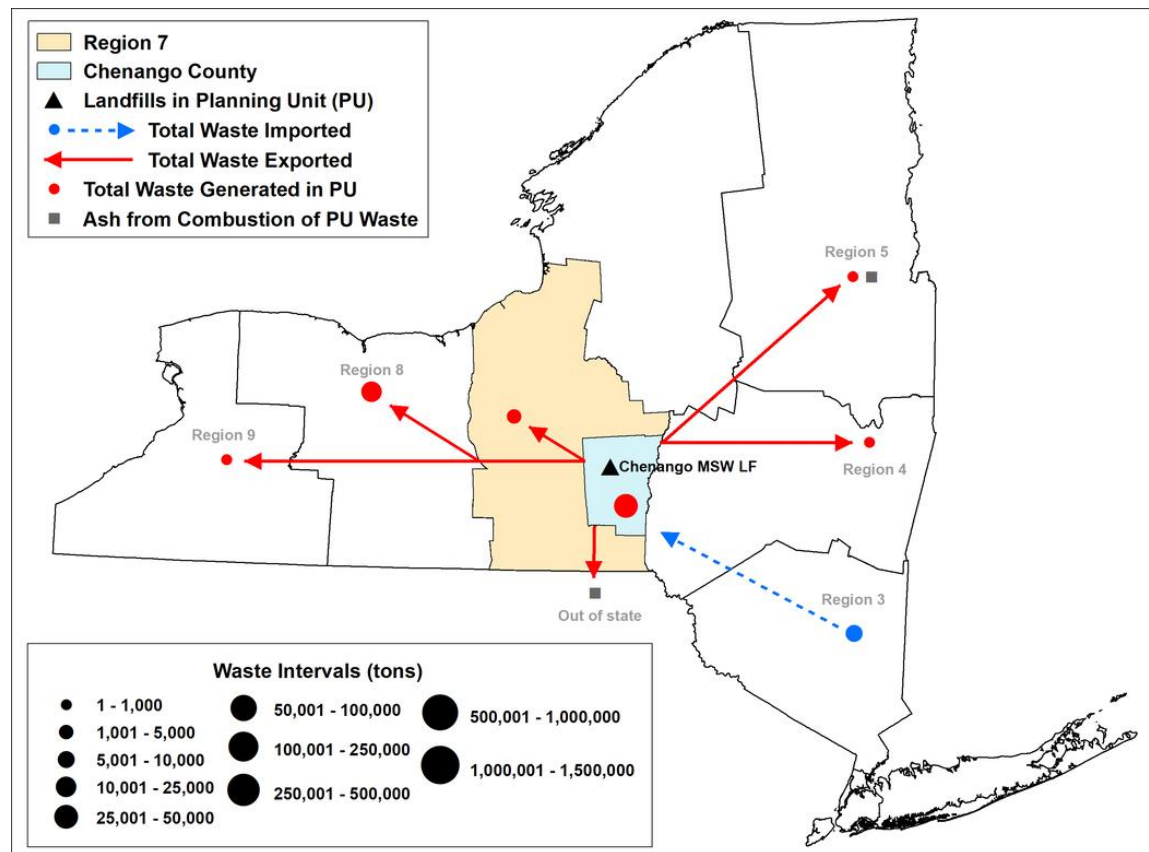 Region 7
Chenango County
Landfills in Planning Unit (PU)
Total Waste Imported
Total Waste Exported
Total Waste Generated in PU
Ash from Combustion of PU Waste
Region 5
Region 8
Region 9
Region 4
Chenango MSW LF
Region 3
Out of state
Waste Intervals (tons)
1 - 1,000
1,001 - 5,000
5,001 - 10,000
10,001 - 25,000
25,001 - 50,000
50,001 - 100,000
100,001 - 250,000
250,001 - 500,000
500,001 - 1,000,000
1,000,001 - 1,500,000